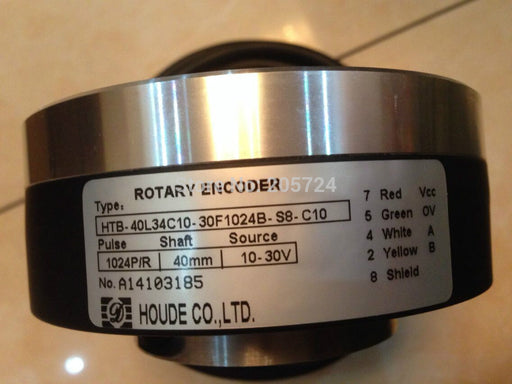 ROTARY ENCODER
Type:
HTB-40L34C10-30F1024B-S8-C10
Pulse Shaft Source
1024P/R 40mm 10-30V
No. A14103185
HOUDE CO.,LTD.
7 Red Vcc
5 Green 0V
4 White A
2 Yellow B
8 Shield
05724